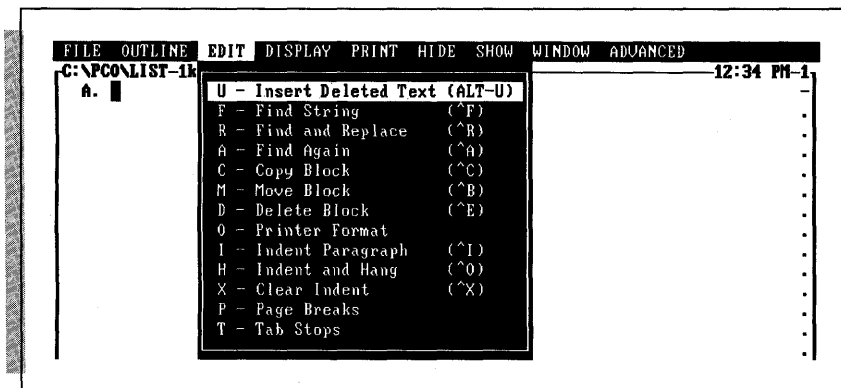 FILE OUTLINE EDIT DISPLAY PRINT HIDE SHOW WINDOW ADVANCED
C:\PCO\LIST-1k 12:34 PM-1
A.
U - Insert Deleted Text (ALT-U)
F - Find String (^F)
R - Find and Replace (^R)
A - Find Again (^A)
C - Copy Block (^C)
M - Move Block (^B)
D - Delete Block (^E)
O - Printer Format
I - Indent Paragraph (^I)
H - Indent and Hang (^O)
X - Clear Indent (^X)
P - Page Breaks
T - Tab Stops